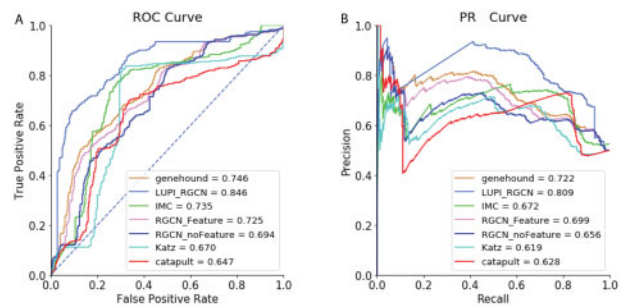 A ROC Curve
1.0
0.8
0.6
0.4
0.2
0.0
True Positive Rate
genehound = 0.746
LUPI_RGCN = 0.846
IMC = 0.735
RGCN_Feature = 0.725
RGCN_noFeature = 0.694
Katz = 0.670
catapult = 0.647
0.0 0.2 0.4 0.6 0.8 1.0
False Positive Rate
B PR Curve
1.0
0.8
0.6
0.4
0.2
0.0
Precision
genehound = 0.722
LUPI_RGCN = 0.809
IMC = 0.672
RGCN_Feature = 0.699
RGCN_noFeature = 0.656
Katz = 0.619
catapult = 0.628
0.0 0.2 0.4 0.6 0.8 1.0
Recall